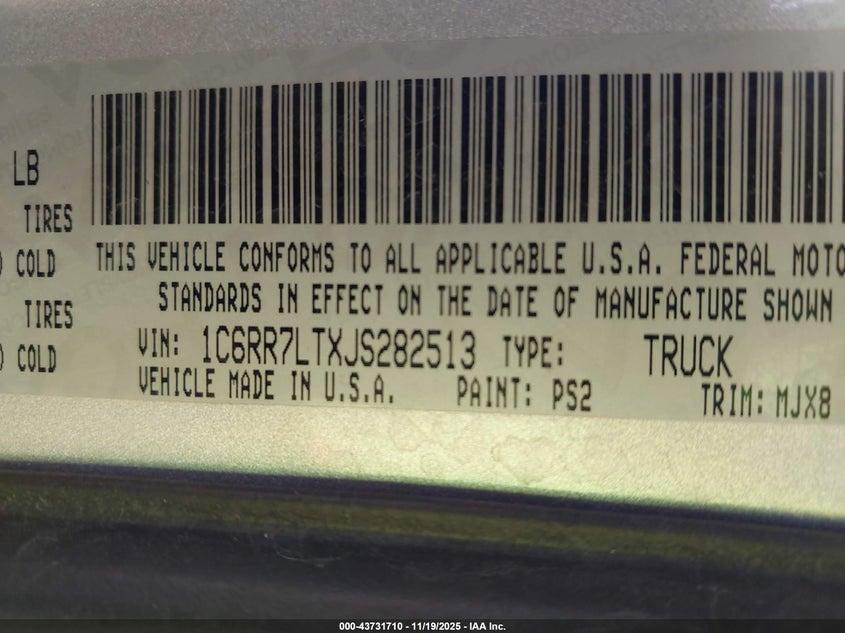 LB
TIRES
COLD
TIRES
COLD
THIS VEHICLE CONFORMS TO ALL APPLICABLE U.S.A. FEDERAL MOTO
STANDARDS IN EFFECT ON THE DATE OF MANUFACTURE SHOWN
VIN: 1C6RR7LTXJS282513 TYPE: TRUCK
VEHICLE MADE IN U.S.A. PAINT: PS2 TRIM: MJX8
000-43731710 - 11/19/2025 - IAA Inc.